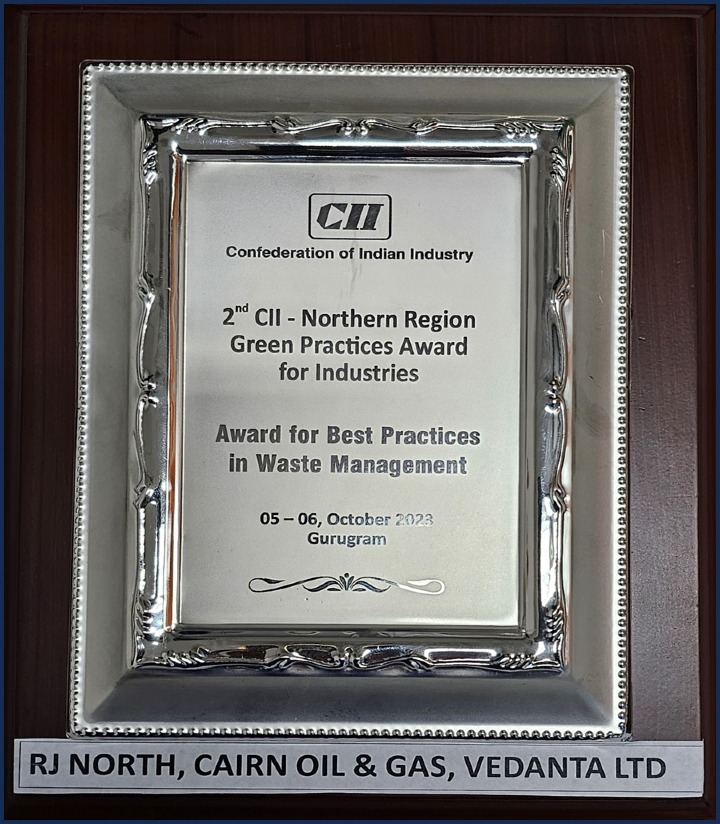 CII
Confederation of Indian Industry
2nd CII - Northern Region
Green Practices Award
for Industries
Award for Best Practices
in Waste Management
05 – 06, October 2023
Gurugram
RJ NORTH, CAIRN OIL & GAS, VEDANTA LTD